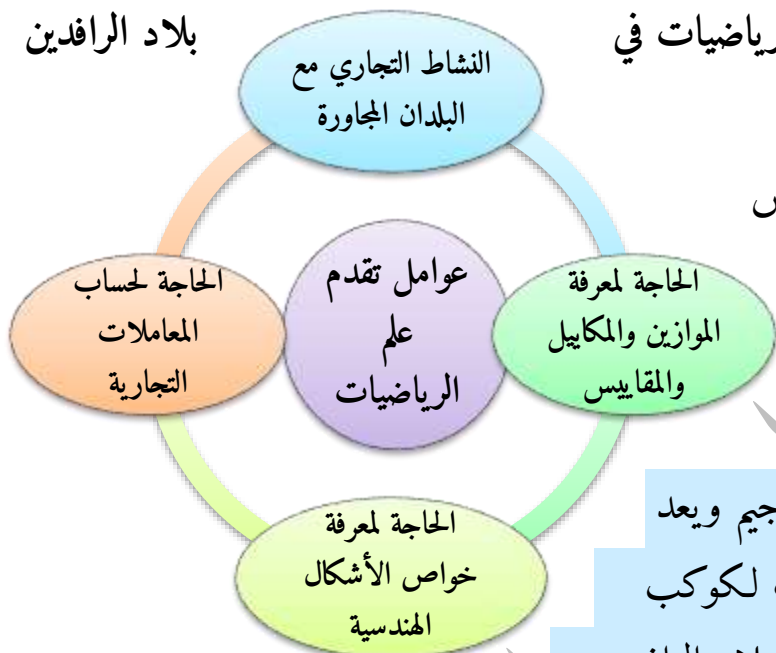 رياضيات في بلاد الرافدين
النشاط التجاري مع
البلدان المجاورة
الحاجة لمعرفة
الموازين والمكاييل
والمقاييس
عوامل تقدم
علم
الرياضيات
الحاجة لحساب
المعاملات
التجارية
الحاجة لمعرفة
خواص الأشكال
الهندسية
جيم ويعد
لكوكب